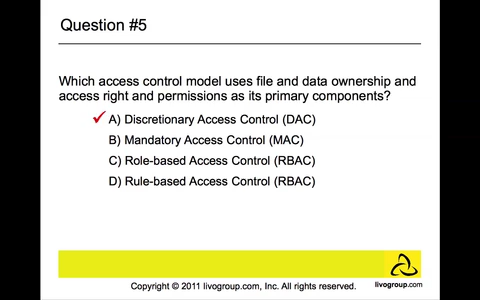 Question #5
Which access control model uses file and data ownership and
access right and permissions as its primary components?
A) Discretionary Access Control (DAC)
B) Mandatory Access Control (MAC)
C) Role-based Access Control (RBAC)
D) Rule-based Access Control (RBAC)
Copyright © 2011 livogroup.com, Inc. All rights reserved.
livogroup.com